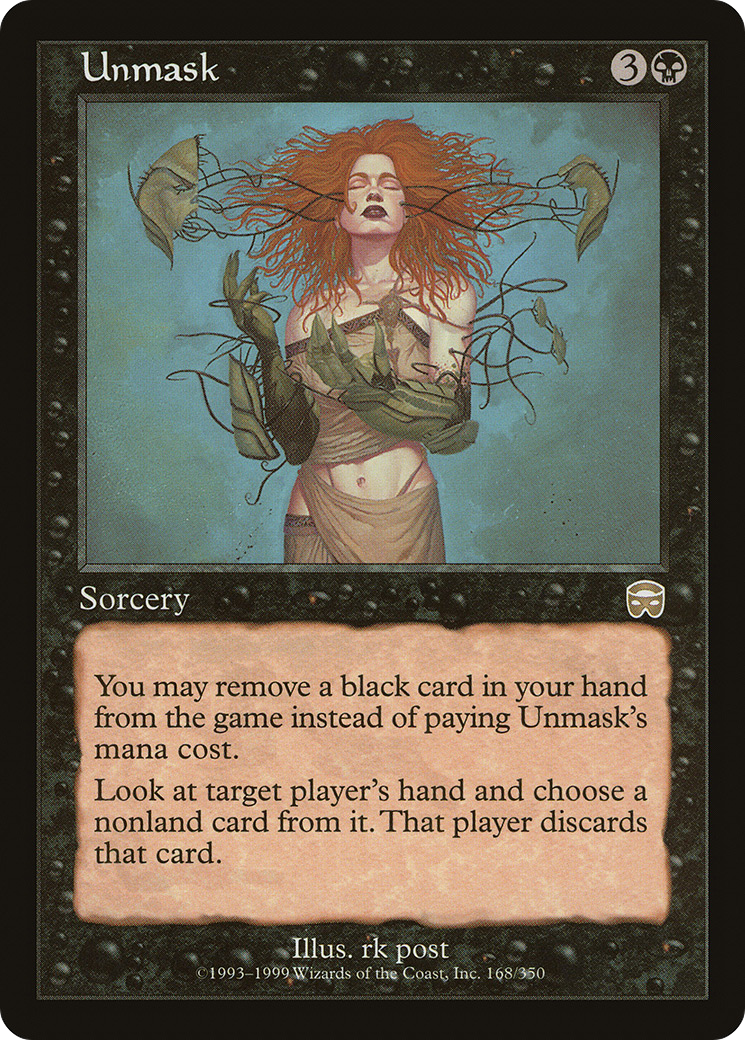 Unmask 3
Sorcery
You may remove a black card in your hand
from the game instead of paying Unmask's
mana cost.
Look at target player's hand and choose a
nonland card from it. That player discards
that card.
Illus. rk post
©1993–1999 Wizards of the Coast, Inc. 168/350